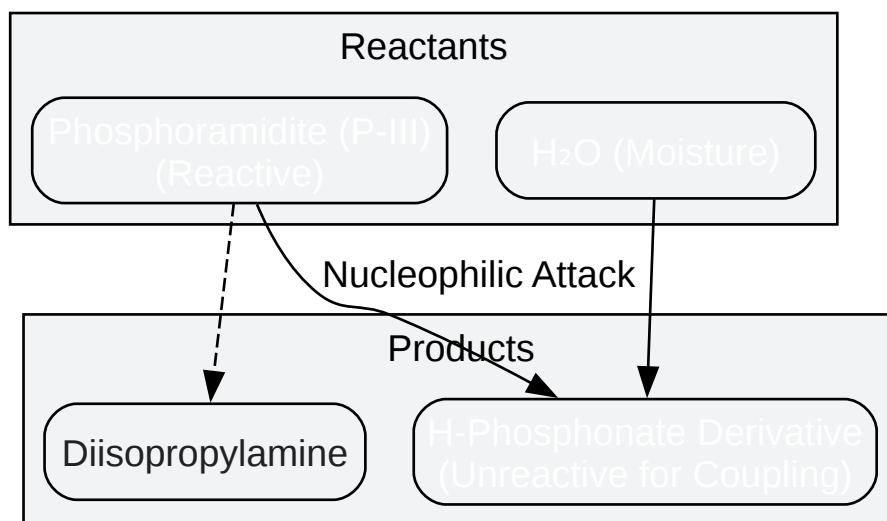 Reactants
Phosphoramidite (P-III)
(Reactive)
H₂O (Moisture)
Nucleophilic Attack
Products
Diisopropylamine
H-Phosphonate Derivative
(Unreactive for Coupling)